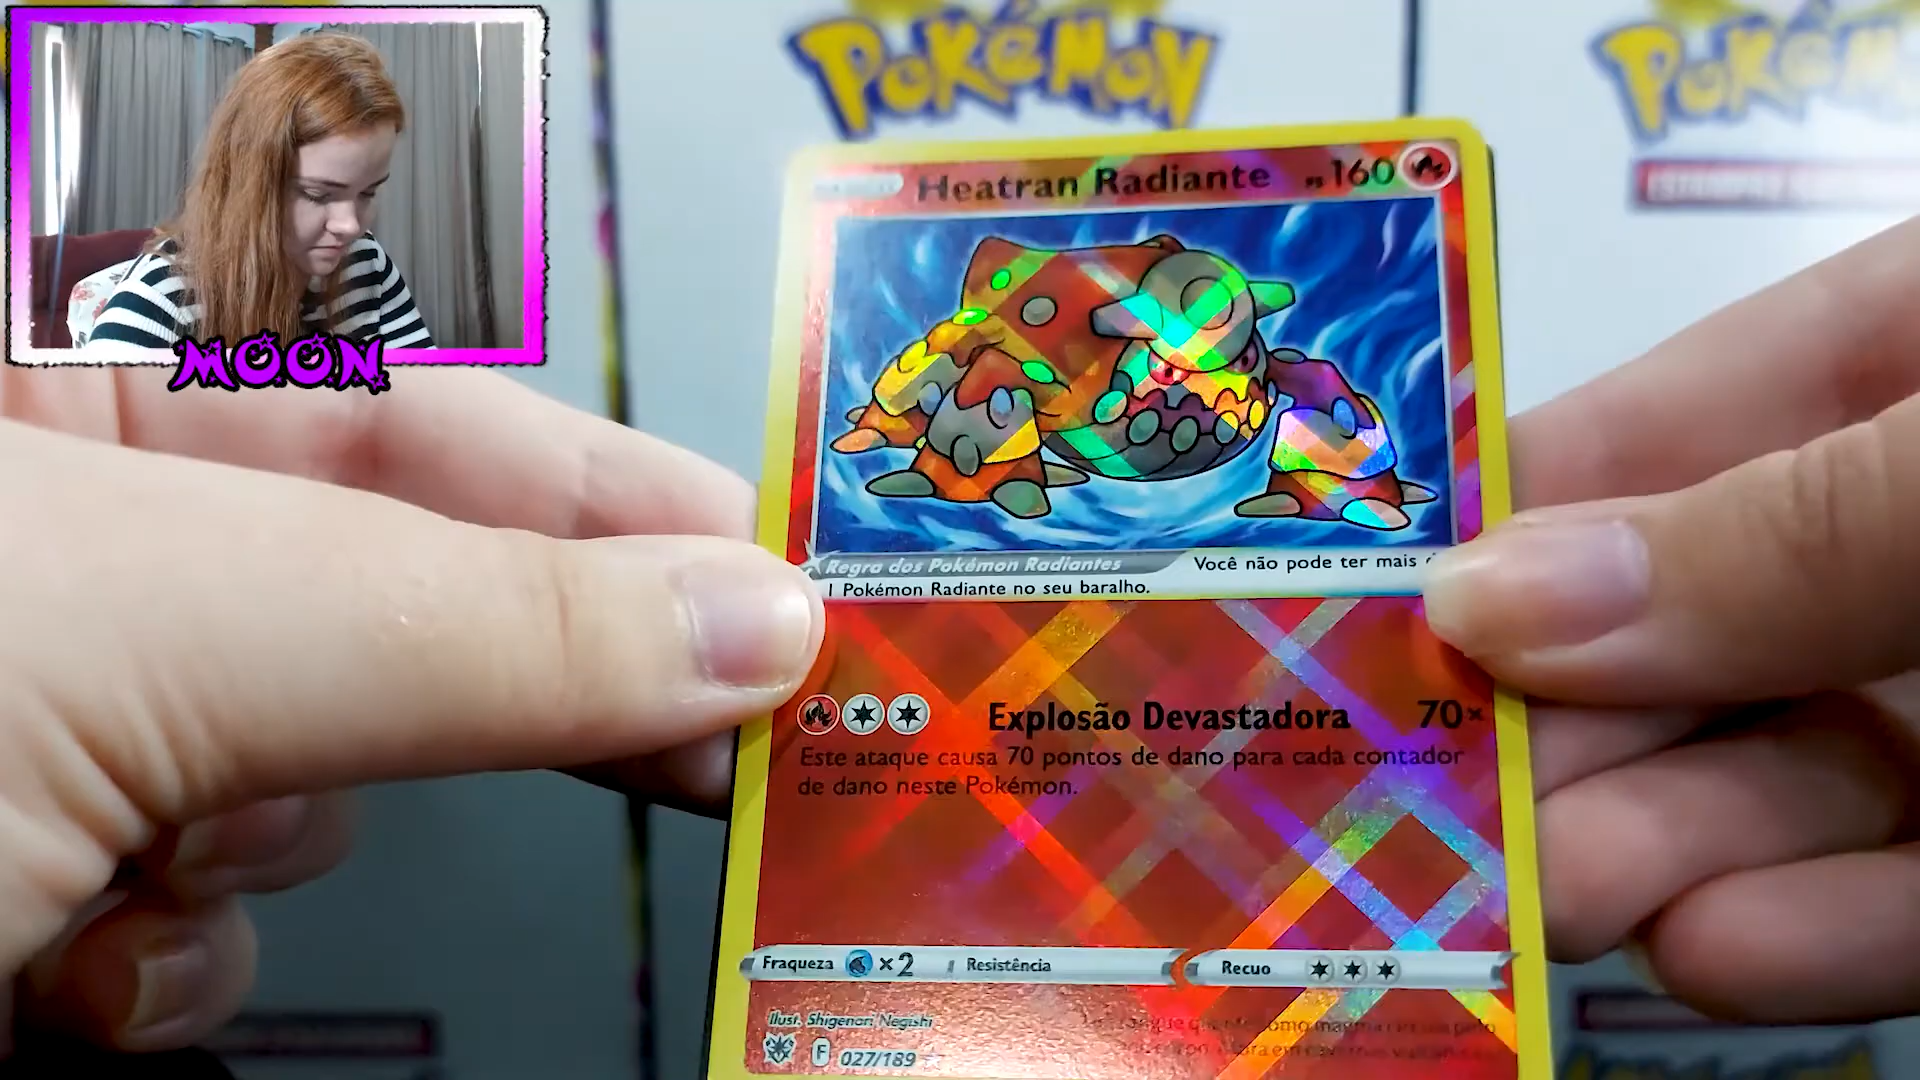 POKéMON
POKéMON
MOON
Heatran Radiante PS 160
Regra dos Pokémon Radiantes Você não pode ter mais
1 Pokémon Radiante no seu baralho.
Explosão Devastadora 70×
Este ataque causa 70 pontos de dano para cada contador
de dano neste Pokémon.
Fraqueza ×2 Resistência Recuo
Ilust. Shigenori Negishi
F 027/189